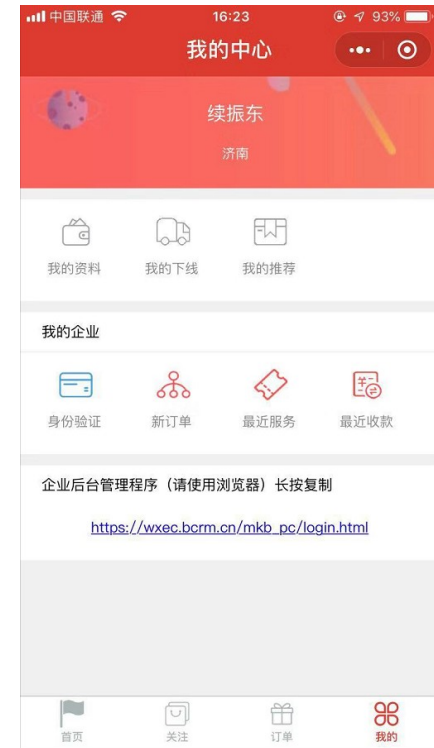 中国联通 16:23 93%
我的中心
续振东
济南
我的资料 我的下线 我的推荐
我的企业
身份验证 新订单 最近服务 最近收款
企业后台管理程序（请使用浏览器）长按复制
https://wxec.bcrm.cn/mkb_pc/login.html
首页 关注 订单 我的